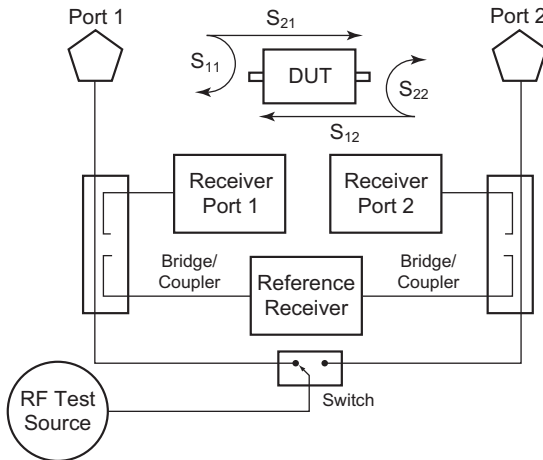 Port 1
Port 2
S21
S11
DUT
S22
S12
Receiver
Port 1
Receiver
Port 2
Bridge/
Coupler
Reference
Receiver
Bridge/
Coupler
RF Test
Source
Switch